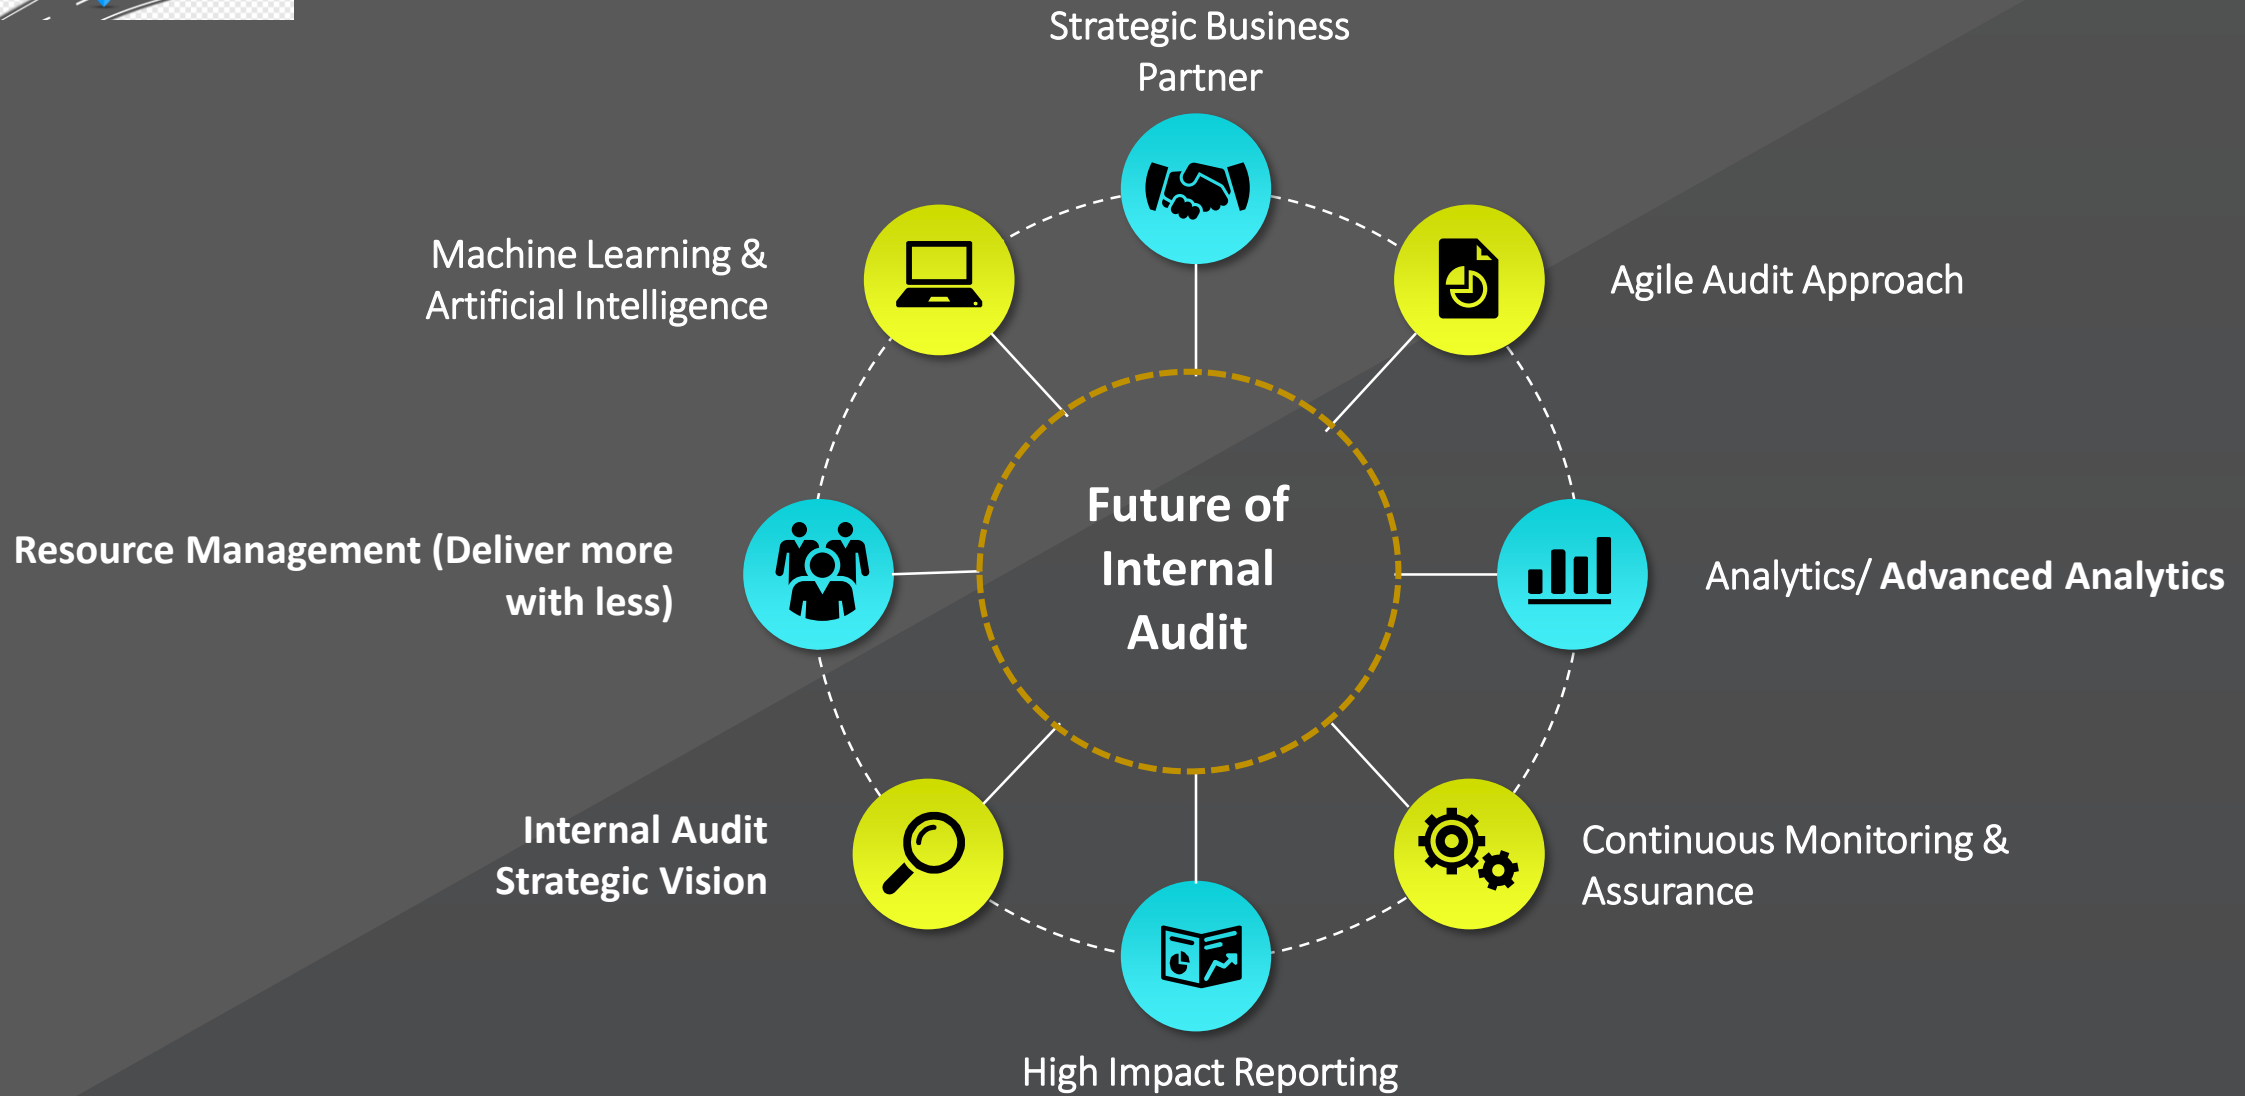 Strategic Business
Partner
Machine Learning &
Artificial Intelligence
Agile Audit Approach
Future of
Internal
Audit
Resource Management (Deliver more
with less)
Analytics/ Advanced Analytics
Internal Audit
Strategic Vision
Continuous Monitoring &
Assurance
High Impact Reporting